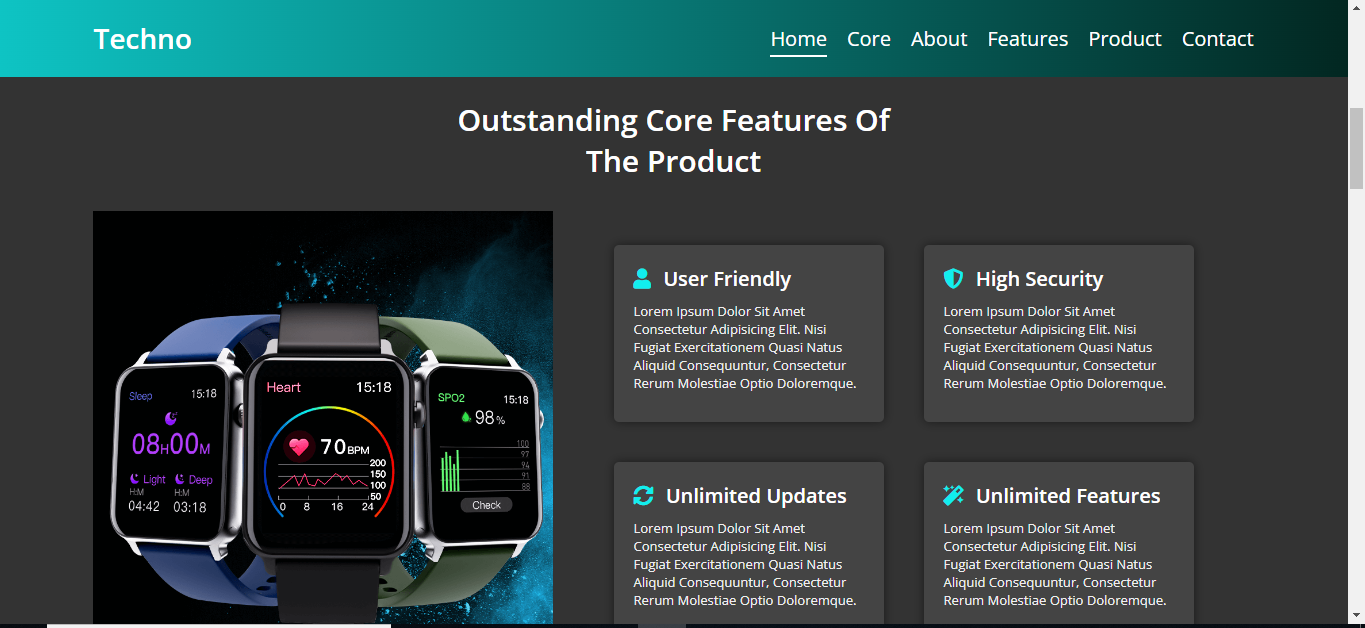 Techno
Home Core About Features Product Contact
Outstanding Core Features Of
The Product
Sleep 15:18
08H00M
Light Deep
H:M H:M
04:42 03:18
Heart 15:18
70BPM
200
150
100
50
0 8 16 24
SPO2 15:18
98%
100
97
94
91
88
Check
User Friendly
Lorem Ipsum Dolor Sit Amet
Consectetur Adipisicing Elit. Nisi
Fugiat Exercitationem Quasi Natus
Aliquid Consequuntur, Consectetur
Rerum Molestiae Optio Doloremque.
High Security
Lorem Ipsum Dolor Sit Amet
Consectetur Adipisicing Elit. Nisi
Fugiat Exercitationem Quasi Natus
Aliquid Consequuntur, Consectetur
Rerum Molestiae Optio Doloremque.
Unlimited Updates
Lorem Ipsum Dolor Sit Amet
Consectetur Adipisicing Elit. Nisi
Fugiat Exercitationem Quasi Natus
Aliquid Consequuntur, Consectetur
Rerum Molestiae Optio Doloremque.
Unlimited Features
Lorem Ipsum Dolor Sit Amet
Consectetur Adipisicing Elit. Nisi
Fugiat Exercitationem Quasi Natus
Aliquid Consequuntur, Consectetur
Rerum Molestiae Optio Doloremque.